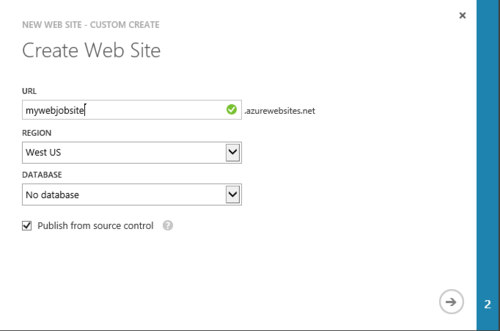 NEW WEB SITE - CUSTOM CREATE
Create Web Site
URL
mywebjobsite
.azurewebsites.net
REGION
West US
DATABASE
No database
Publish from source control ?
2